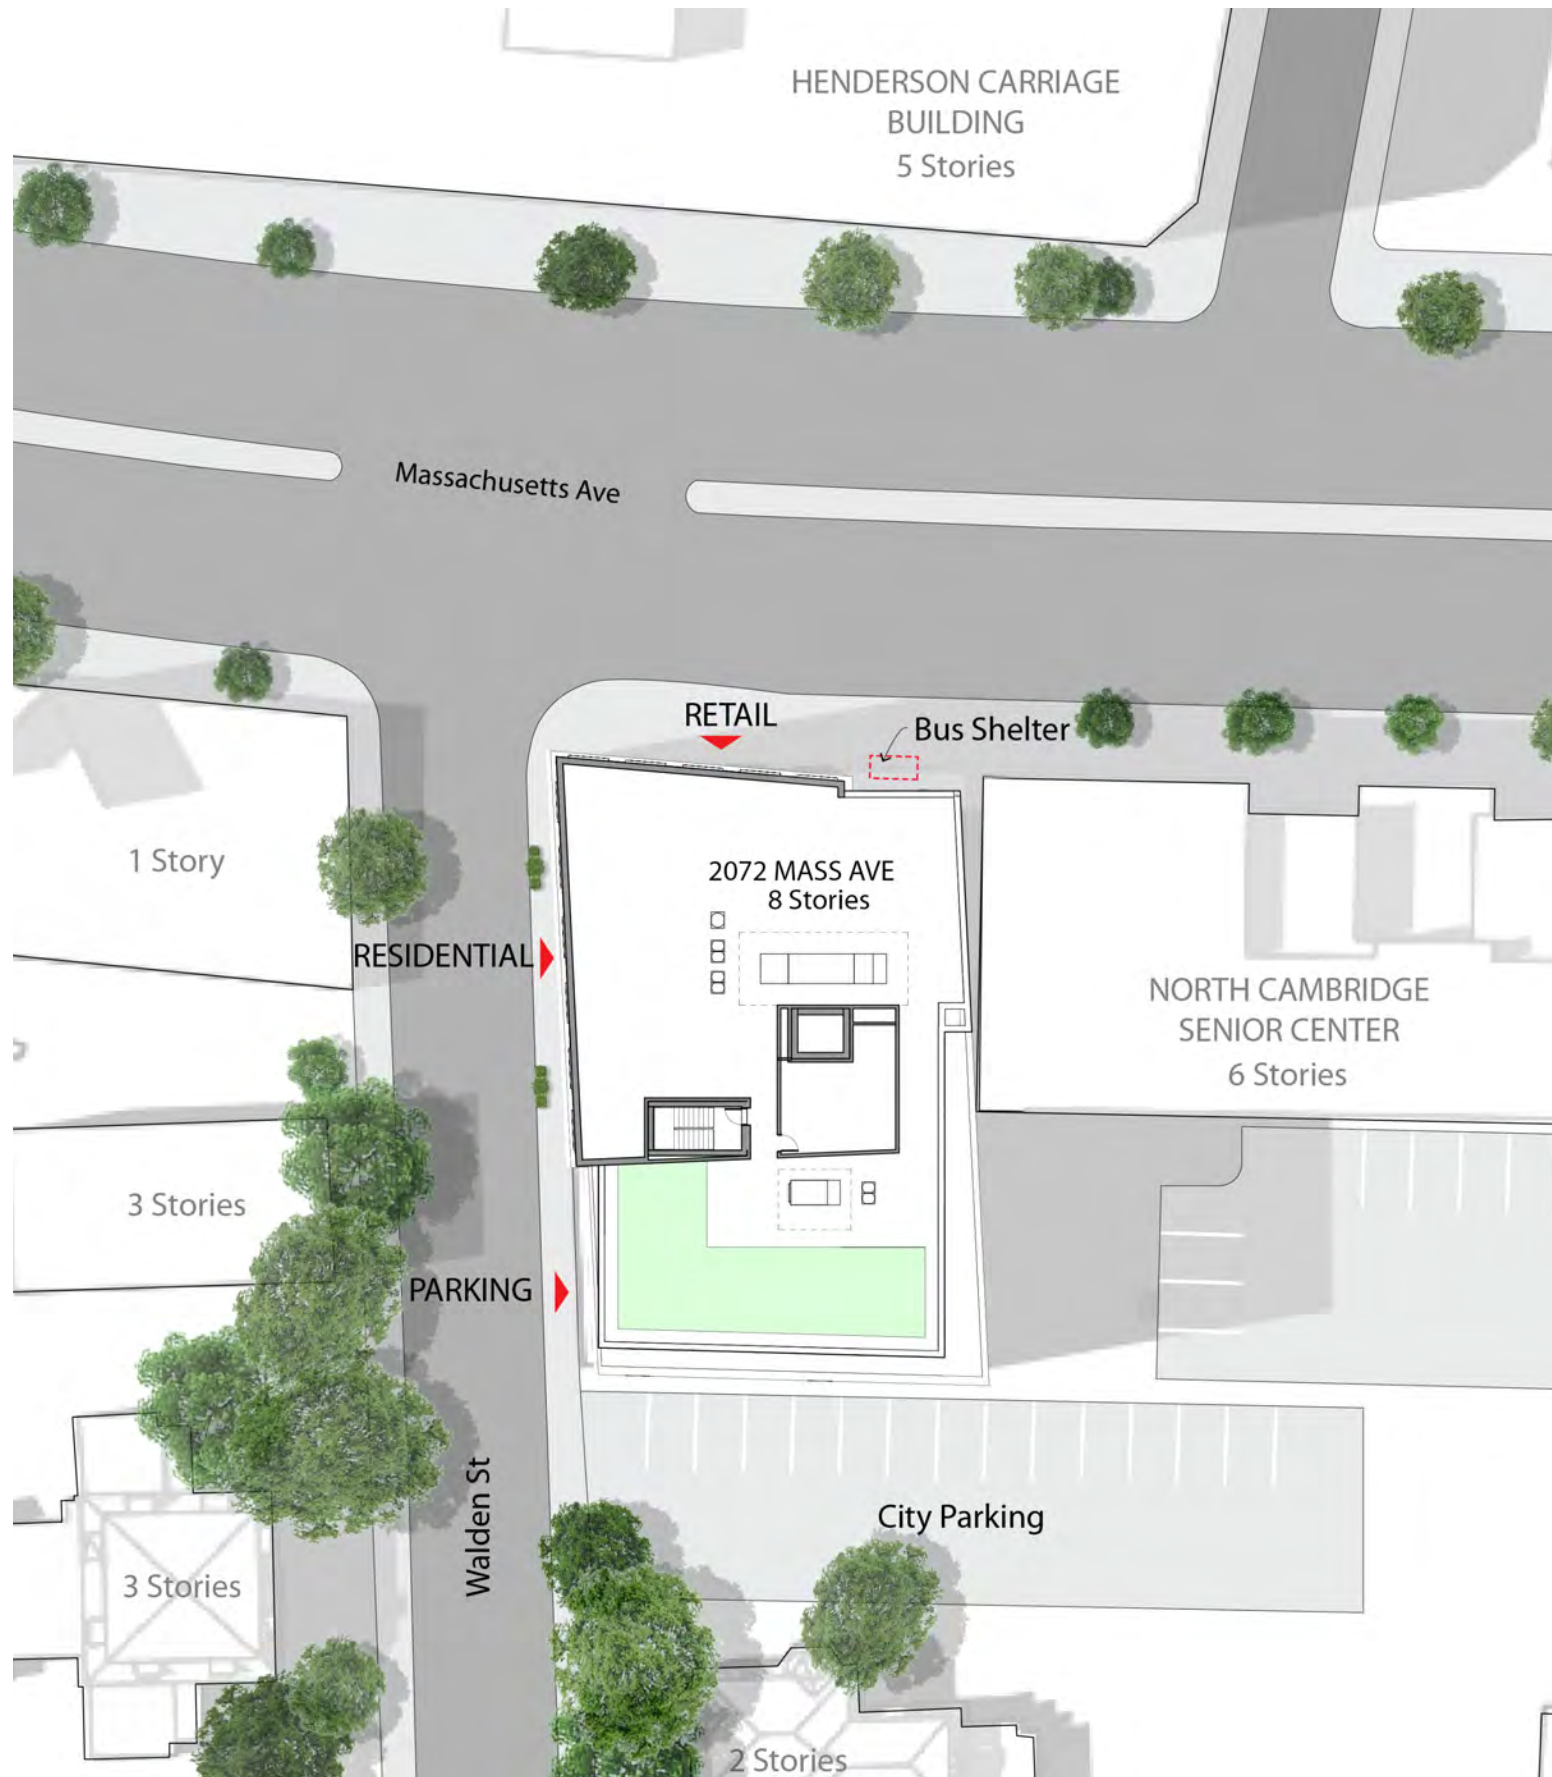 HENDERSON CARRIAGE
BUILDING
5 Stories
Massachusetts Ave
RETAIL
Bus Shelter
1 Story
2072 MASS AVE
8 Stories
RESIDENTIAL
NORTH CAMBRIDGE
SENIOR CENTER
6 Stories
3 Stories
PARKING
Walden St
City Parking
3 Stories
2 Stories